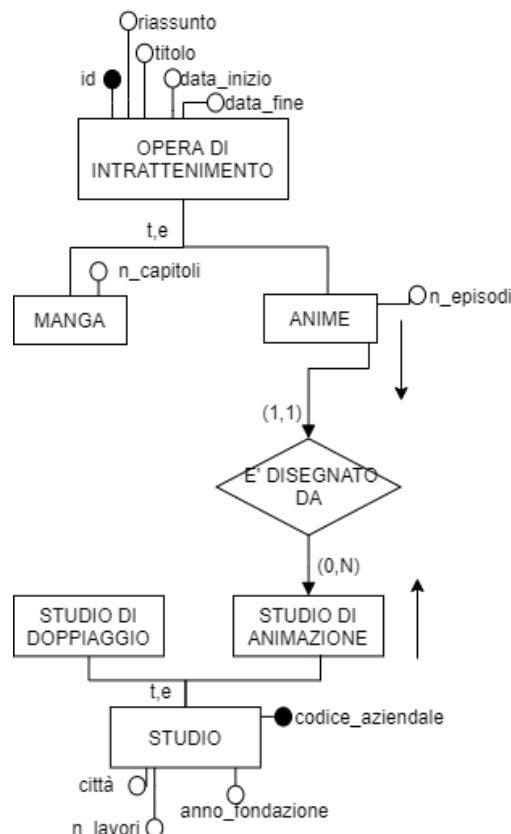 riassunto
titolo
id
data_inizio
data_fine
OPERA DI
INTRATTENIMENTO
t,e
n_capitoli
MANGA
ANIME
n_episodi
(1,1)
E' DISEGNATO
DA
(0,N)
STUDIO DI
DOPPIAGGIO
STUDIO DI
ANIMAZIONE
t,e
codice_aziendale
STUDIO
città
anno_fondazione
n_lavori